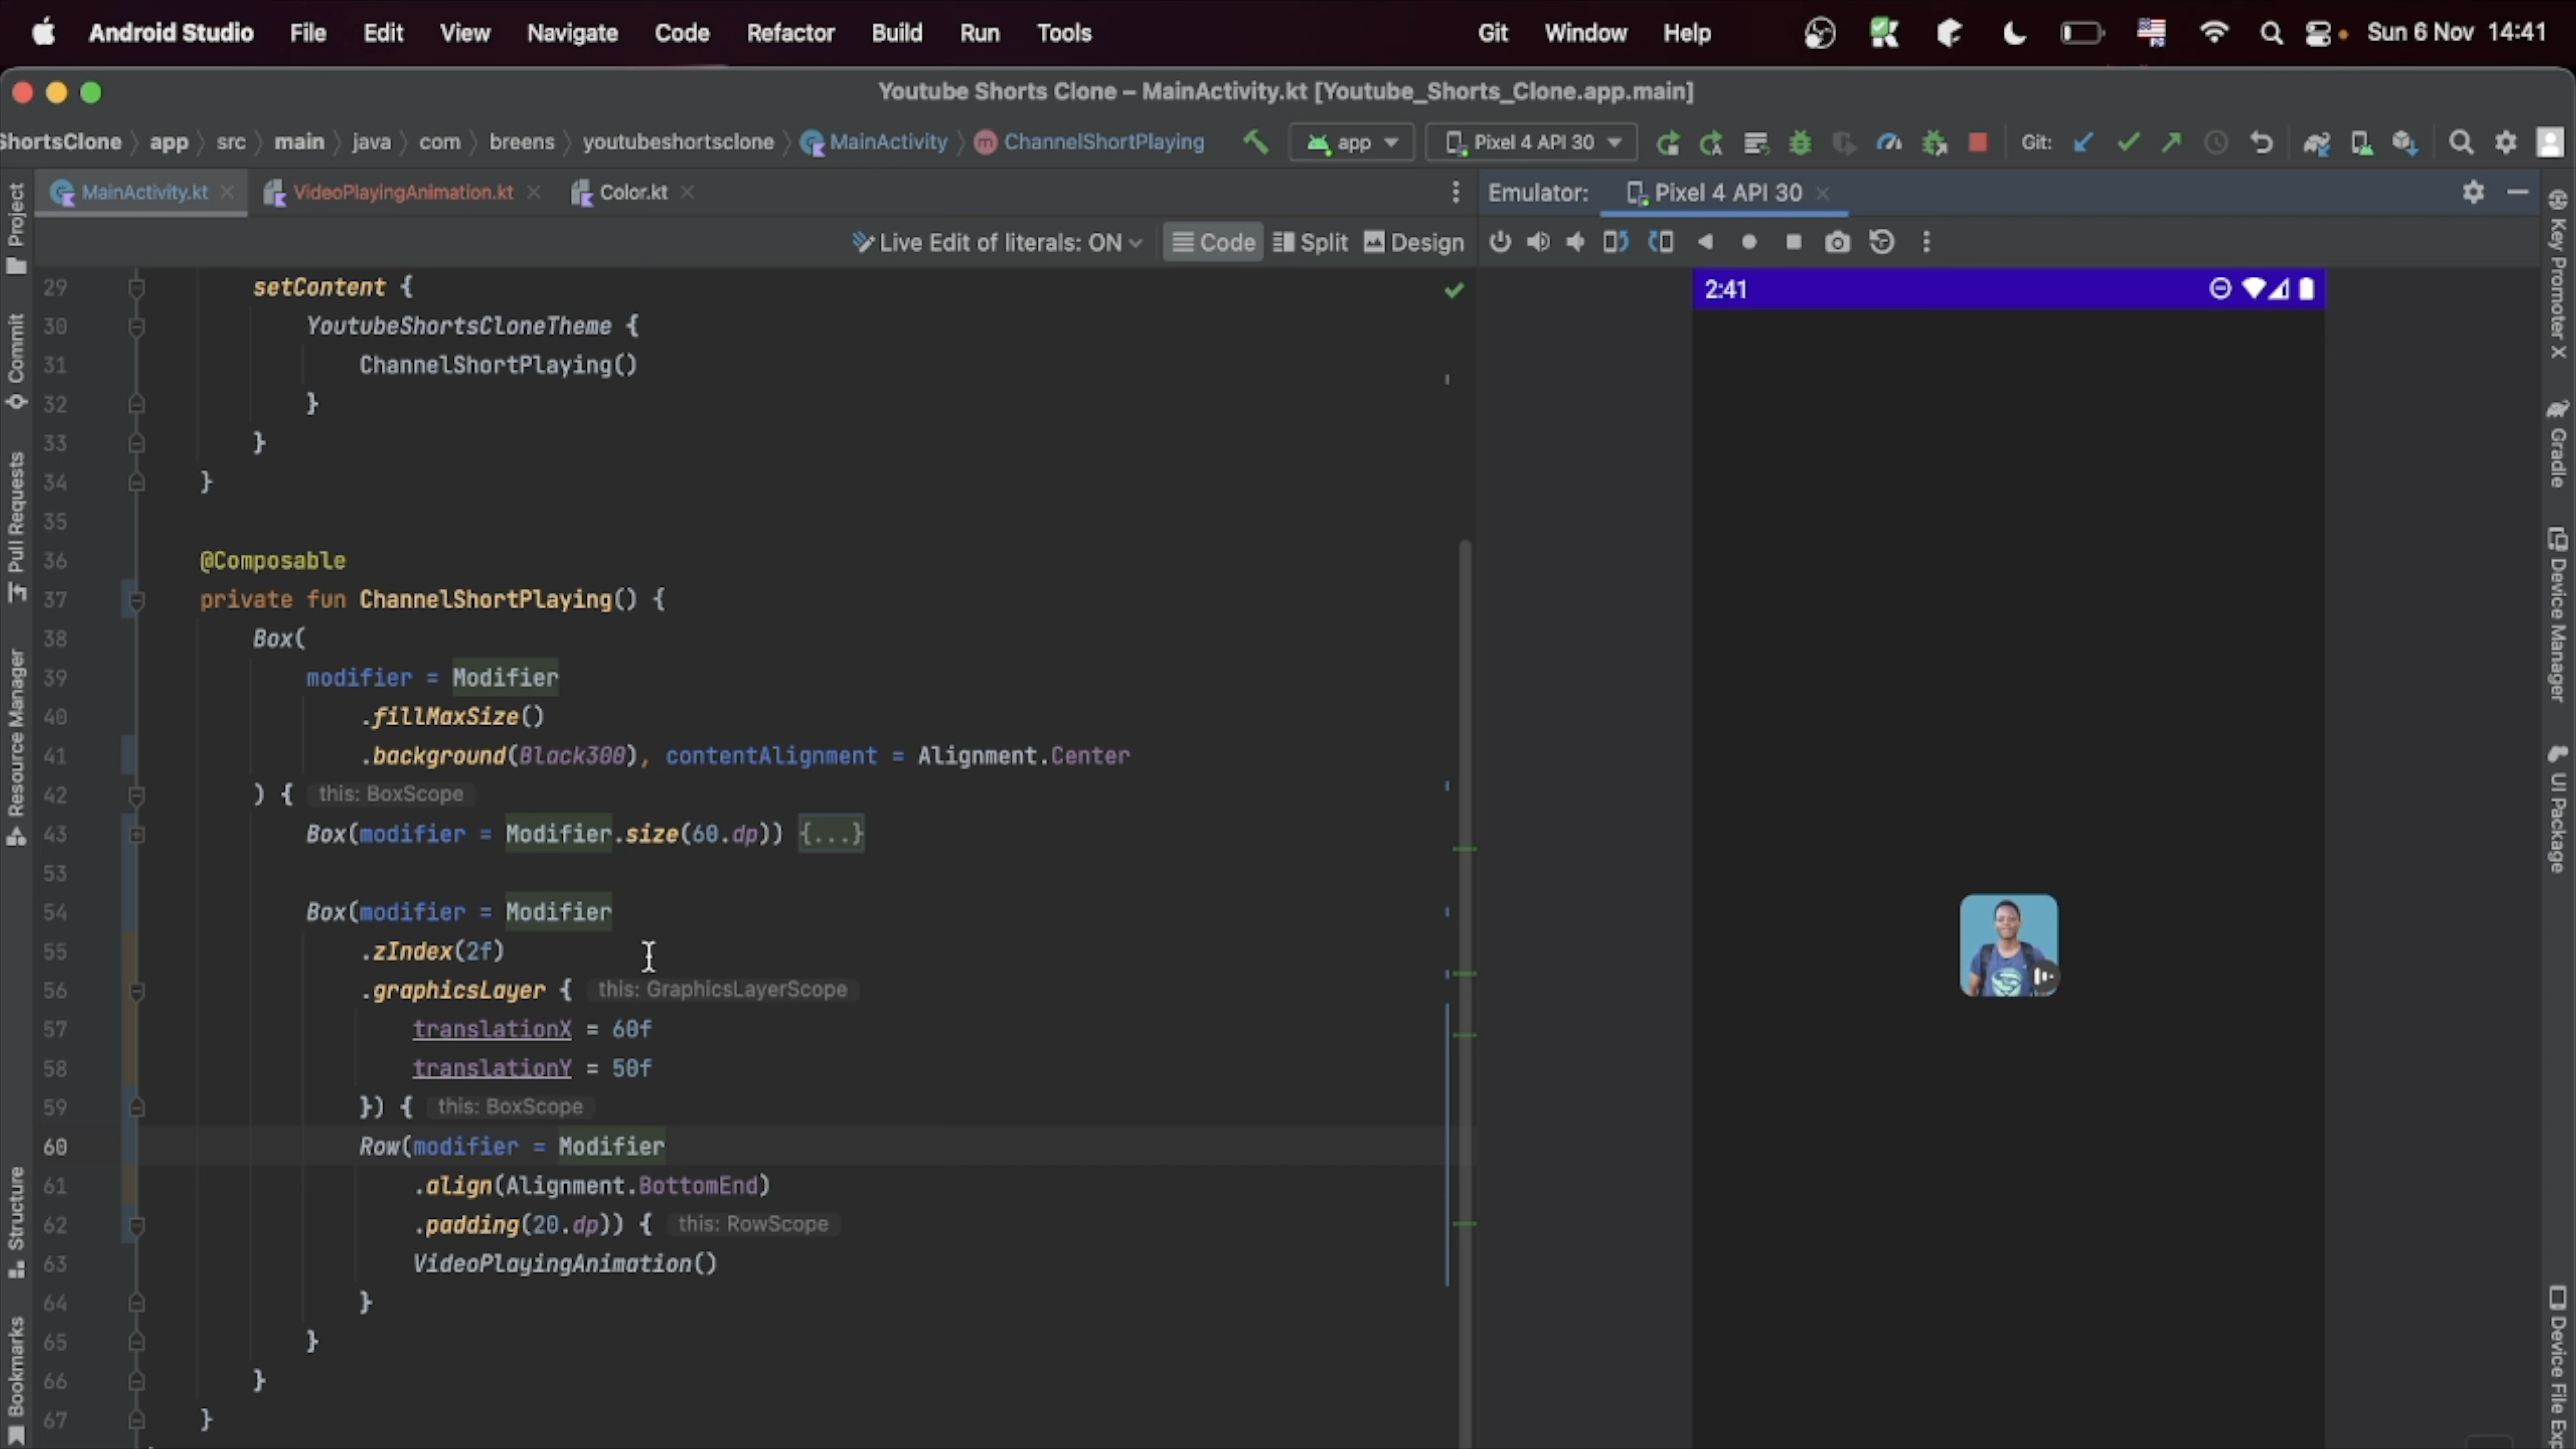 Android Studio File Edit View Navigate Code Refactor Build Run Tools Git Window Help Sun 6 Nov 14:41
Youtube Shorts Clone – MainActivity.kt [Youtube_Shorts_Clone.app.main]
ShortsClone app src main java com breens youtubeshortsclone MainActivity m ChannelShortPlaying app Pixel 4 API 30 Git:
MainActivity.kt VideoPlayingAnimation.kt Color.kt Emulator: Pixel 4 API 30
Live Edit of literals: ON Code Split Design
Project
Commit
Pull Requests
Resource Manager
Structure
Bookmarks
29 setContent {
30 YoutubeShortsCloneTheme {
31 ChannelShortPlaying()
32 }
33 }
34 }
35
36 @Composable
37 private fun ChannelShortPlaying() {
38 Box(
39 modifier = Modifier
40 .fillMaxSize()
41 .background(Black300), contentAlignment = Alignment.Center
42 ) { this: BoxScope
43 Box(modifier = Modifier.size(60.dp)) {...}
53
54 Box(modifier = Modifier
55 .zIndex(2f)
56 .graphicsLayer { this: GraphicsLayerScope
57 translationX = 60f
58 translationY = 50f
59 }) { this: BoxScope
60 Row(modifier = Modifier
61 .align(Alignment.BottomEnd)
62 .padding(20.dp)) { this: RowScope
63 VideoPlayingAnimation()
64 }
65 }
66 }
67 }
2:41
Key Promoter X
Gradle
Device Manager
UI Package
Device File Exp